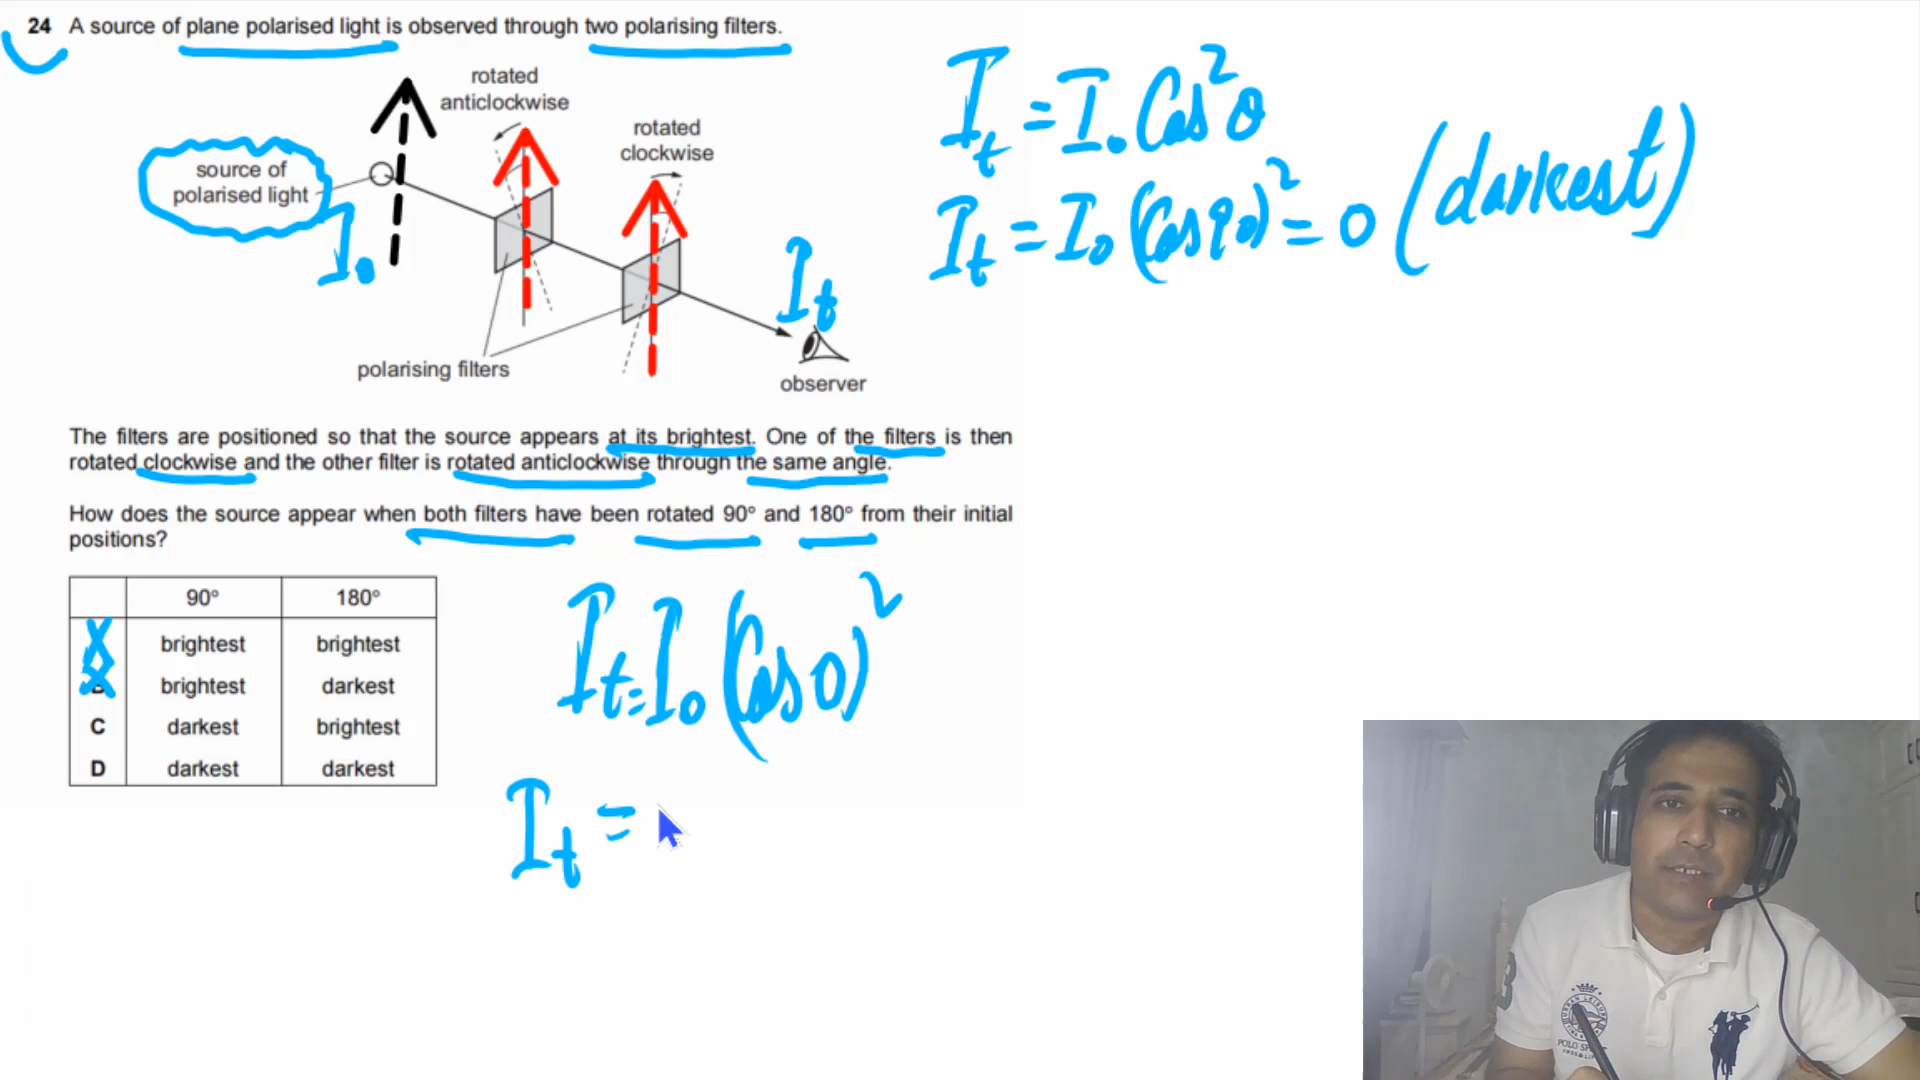 24 A source of plane polarised light is observed through two polarising filters.
rotated
anticlockwise
rotated
clockwise
source of
polarised light
I₀
Iₜ
polarising filters
observer
Iₜ = I₀ Cos²θ
Iₜ = I₀ (Cos 90)² = 0 (darkest)
The filters are positioned so that the source appears at its brightest. One of the filters is then
rotated clockwise and the other filter is rotated anticlockwise through the same angle.
How does the source appear when both filters have been rotated 90° and 180° from their initial
positions?
90° 180°
brightest brightest
brightest darkest
C darkest brightest
D darkest darkest
Iₜ = I₀ (Cos 0)²
Iₜ =
URBAN LEISURE